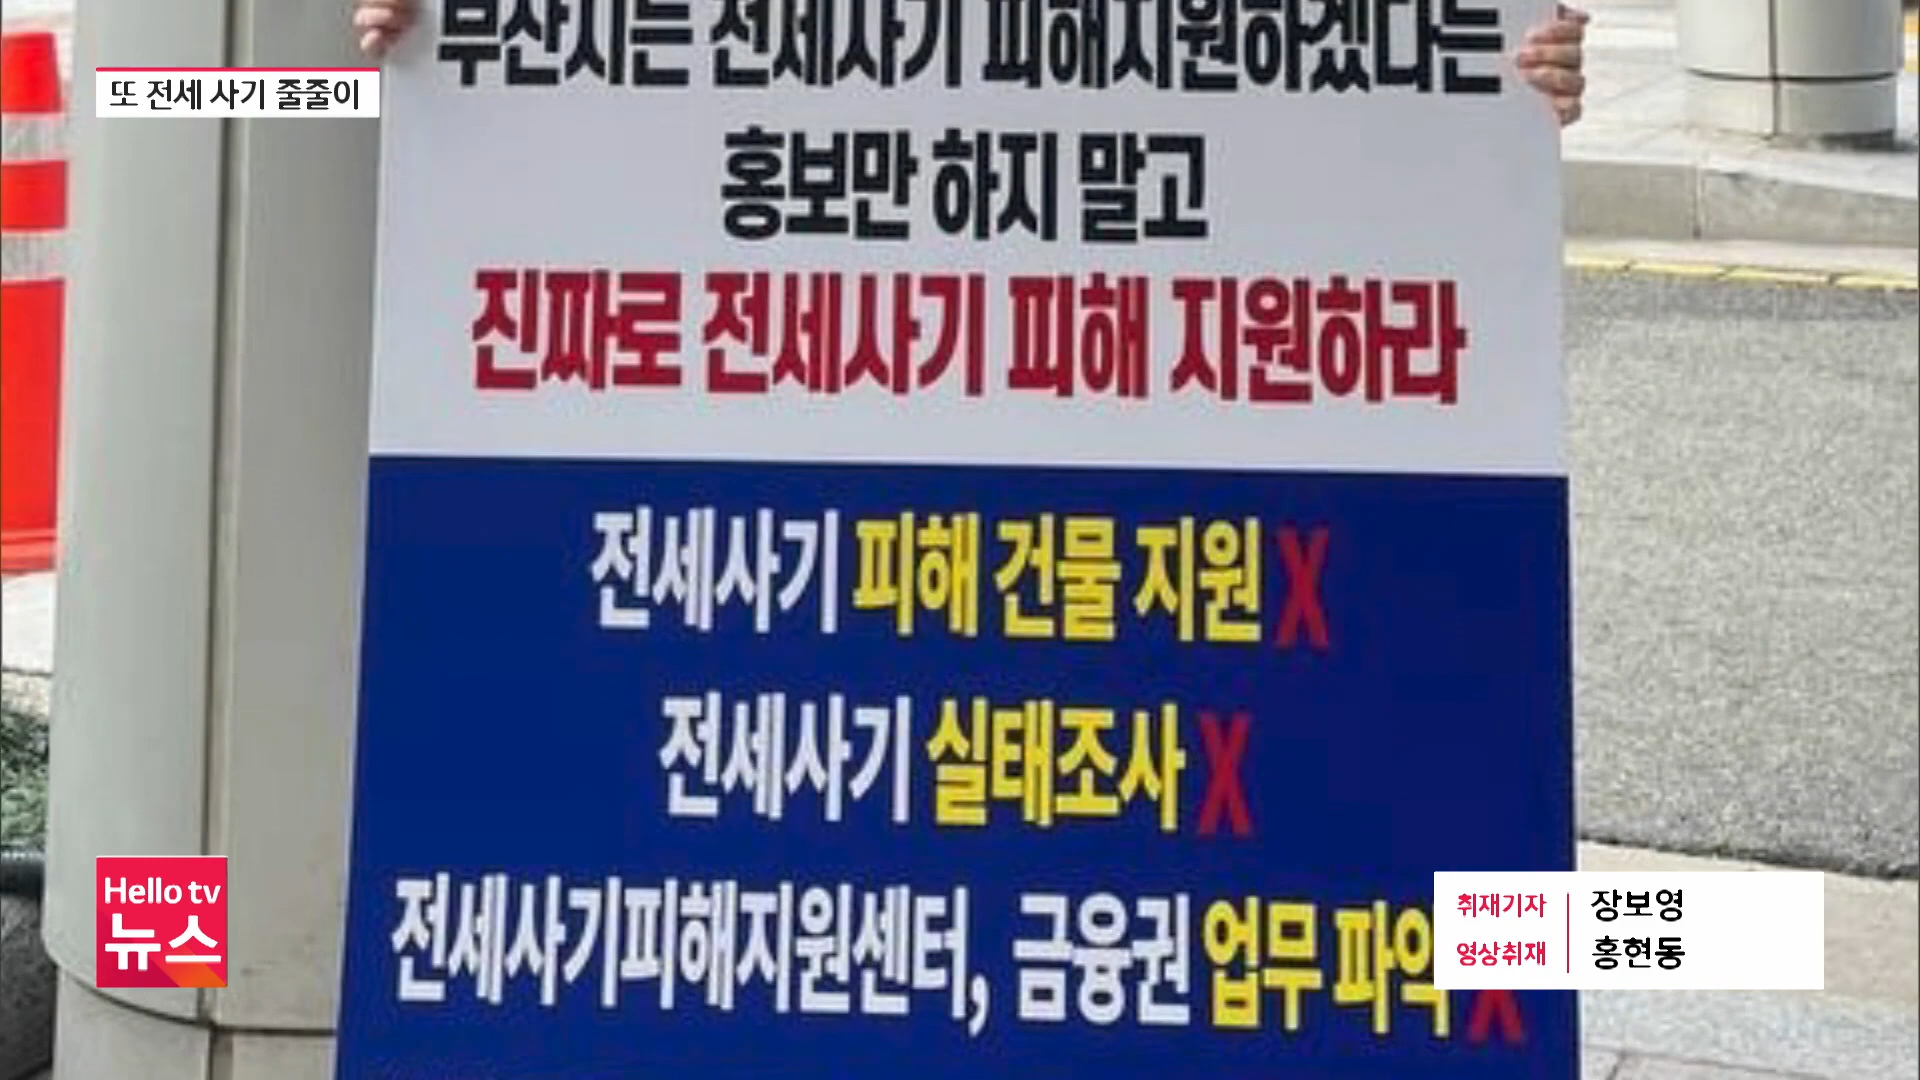 부산시는 전세사기 피해지원하겠다는
또 전세 사기 줄줄이
홍보만 하지 말고
진짜로 전세사기 피해 지원하라
전세사기 피해 건물 지원 X
전세사기 실태조사 X
전세사기피해지원센터, 금융권 업무 파악 X
Hello tv
뉴스
취재기자 장보영
영상취재 홍현동